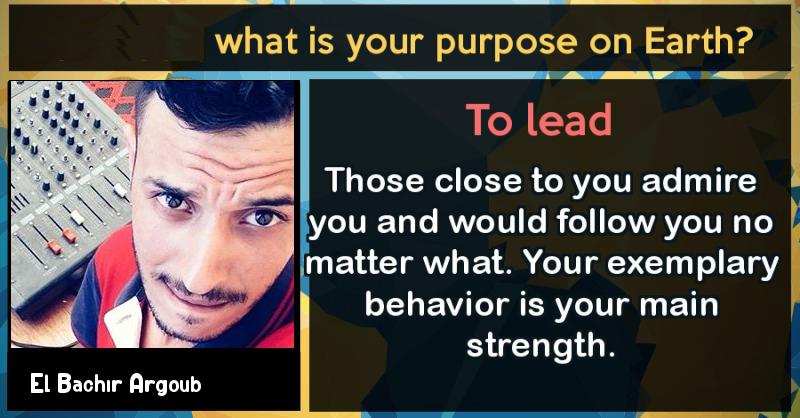 what is your purpose on Earth?
To lead
Those close to you admire
you and would follow you no
matter what. Your exemplary
behavior is your main
strength.
El Bachir Argoub